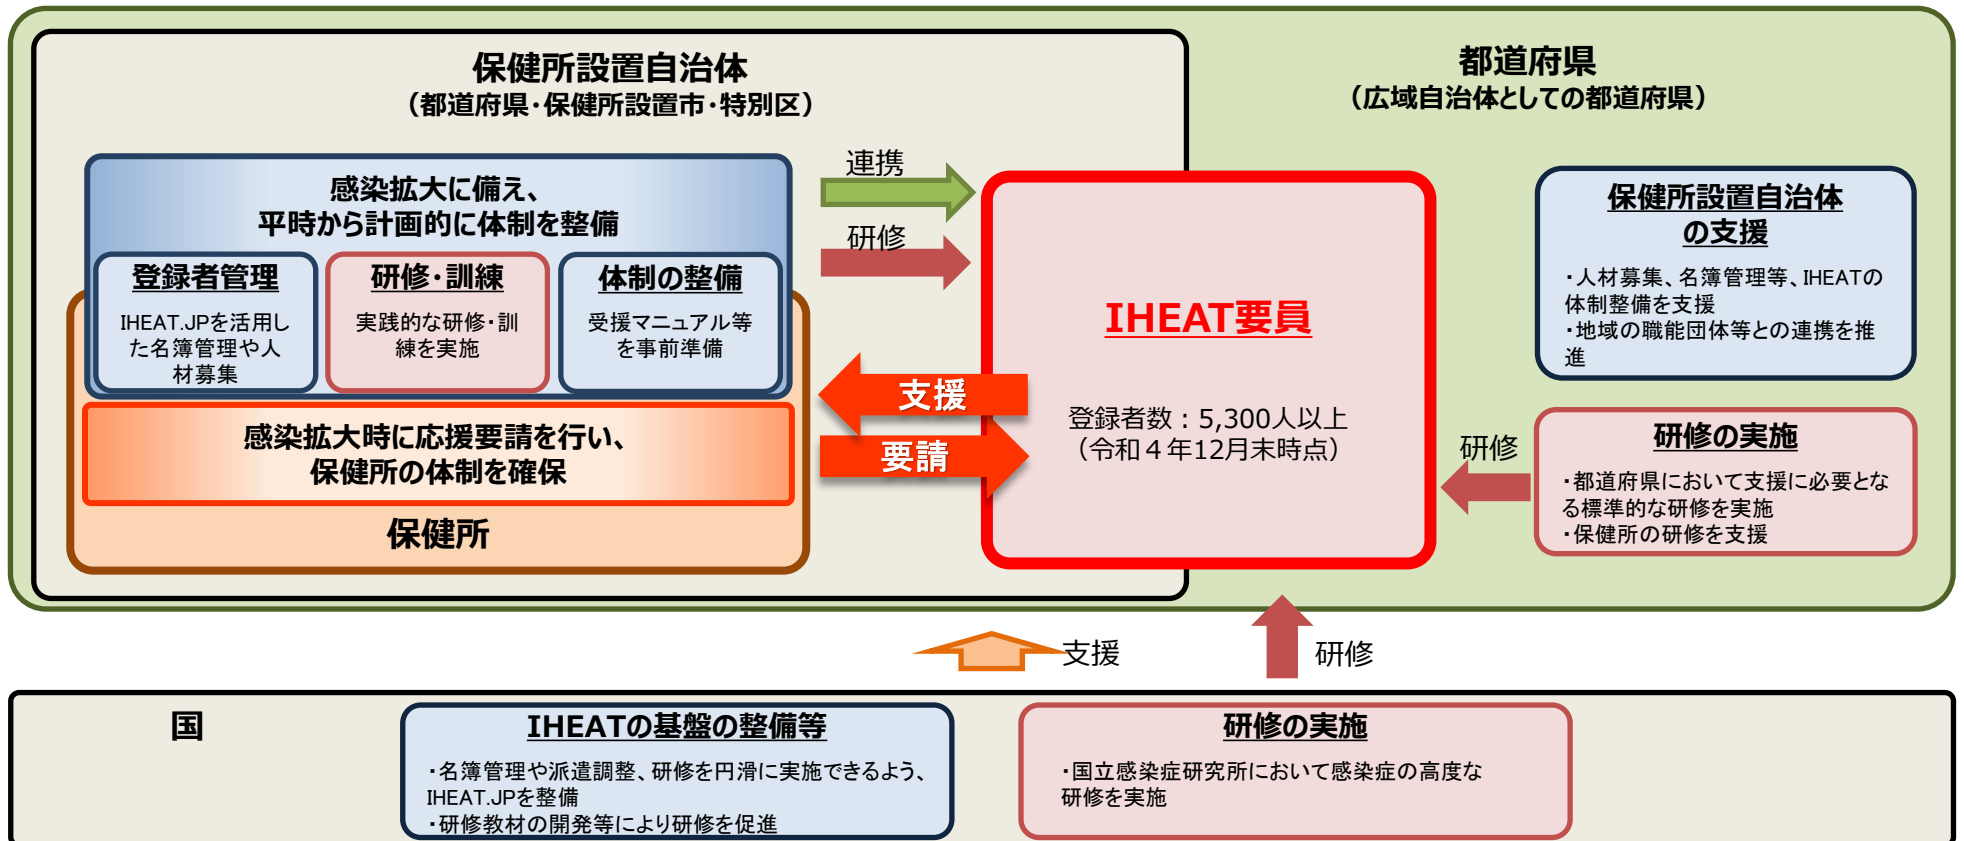 保健所設置自治体
（都道府県・保健所設置市・特別区）
都道府県
（広域自治体としての都道府県）
感染拡大に備え、
平時から計画的に体制を整備
登録者管理
IHEAT.JPを活用し
た名簿管理や人
材募集
研修・訓練
実践的な研修・訓
練を実施
体制の整備
受援マニュアル等
を事前準備
感染拡大時に応援要請を行い、
保健所の体制を確保
保健所
連携
研修
支援
要請
IHEAT要員
登録者数：5,300人以上
（令和４年12月末時点）
保健所設置自治体
の支援
・人材募集、名簿管理等、IHEATの
体制整備を支援
・地域の職能団体等との連携を推
進
研修
研修の実施
・都道府県において支援に必要とな
る標準的な研修を実施
・保健所の研修を支援
支援
研修
国
IHEATの基盤の整備等
・名簿管理や派遣調整、研修を円滑に実施できるよう、
IHEAT.JPを整備
・研修教材の開発等により研修を促進
研修の実施
・国立感染症研究所において感染症の高度な
研修を実施